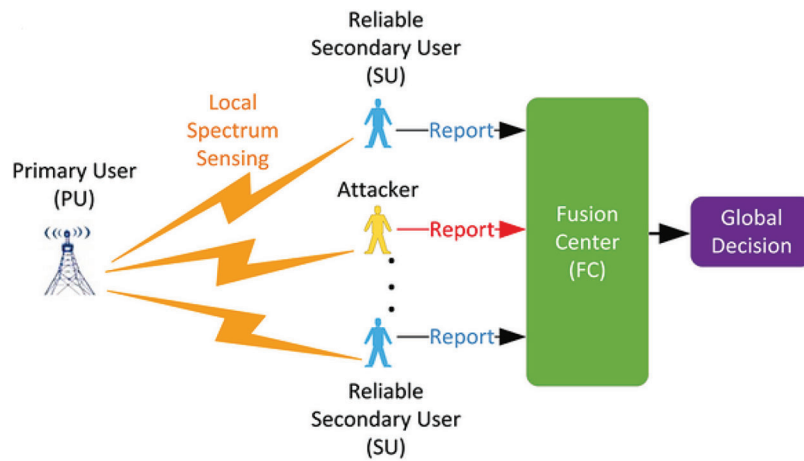 Reliable
Secondary User
(SU)
Local
Spectrum
Sensing
Report
Primary User
(PU)
Attacker
Report
Fusion
Center
(FC)
Global
Decision
Report
Reliable
Secondary User
(SU)